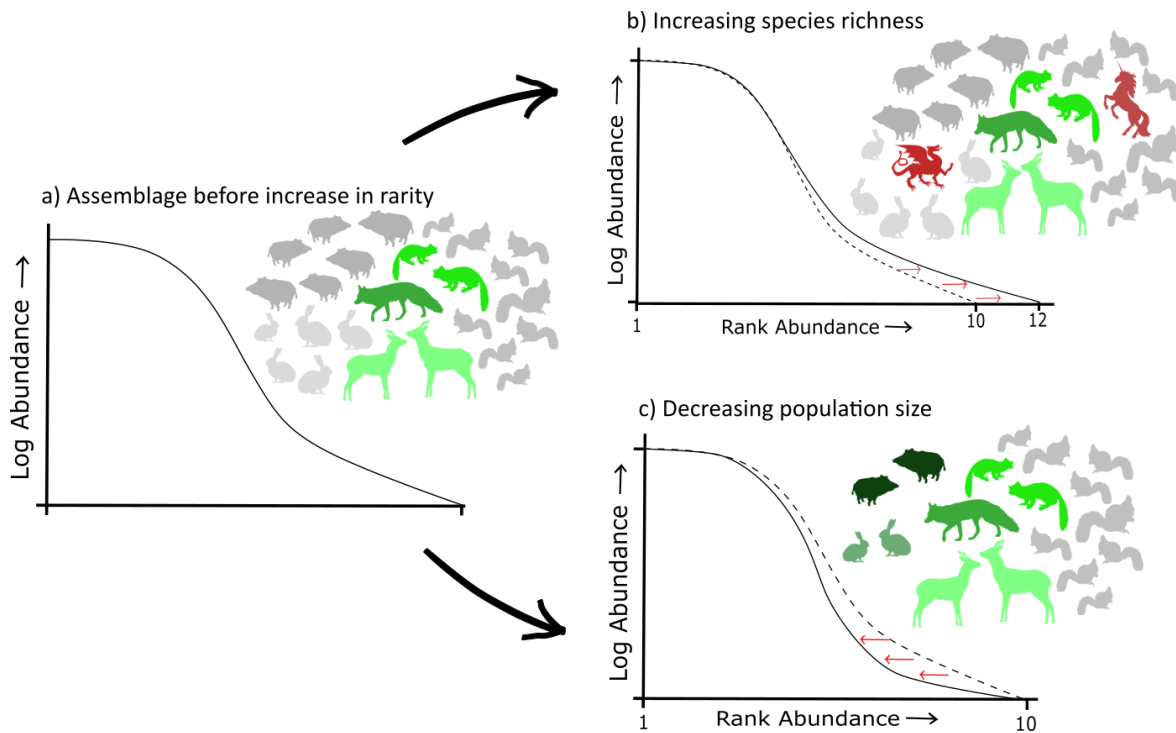 b) Increasing species richness
Log Abundance →
1
10
12
Rank Abundance →
a) Assemblage before increase in rarity
Log Abundance →
c) Decreasing population size
Log Abundance →
1
10
Rank Abundance →